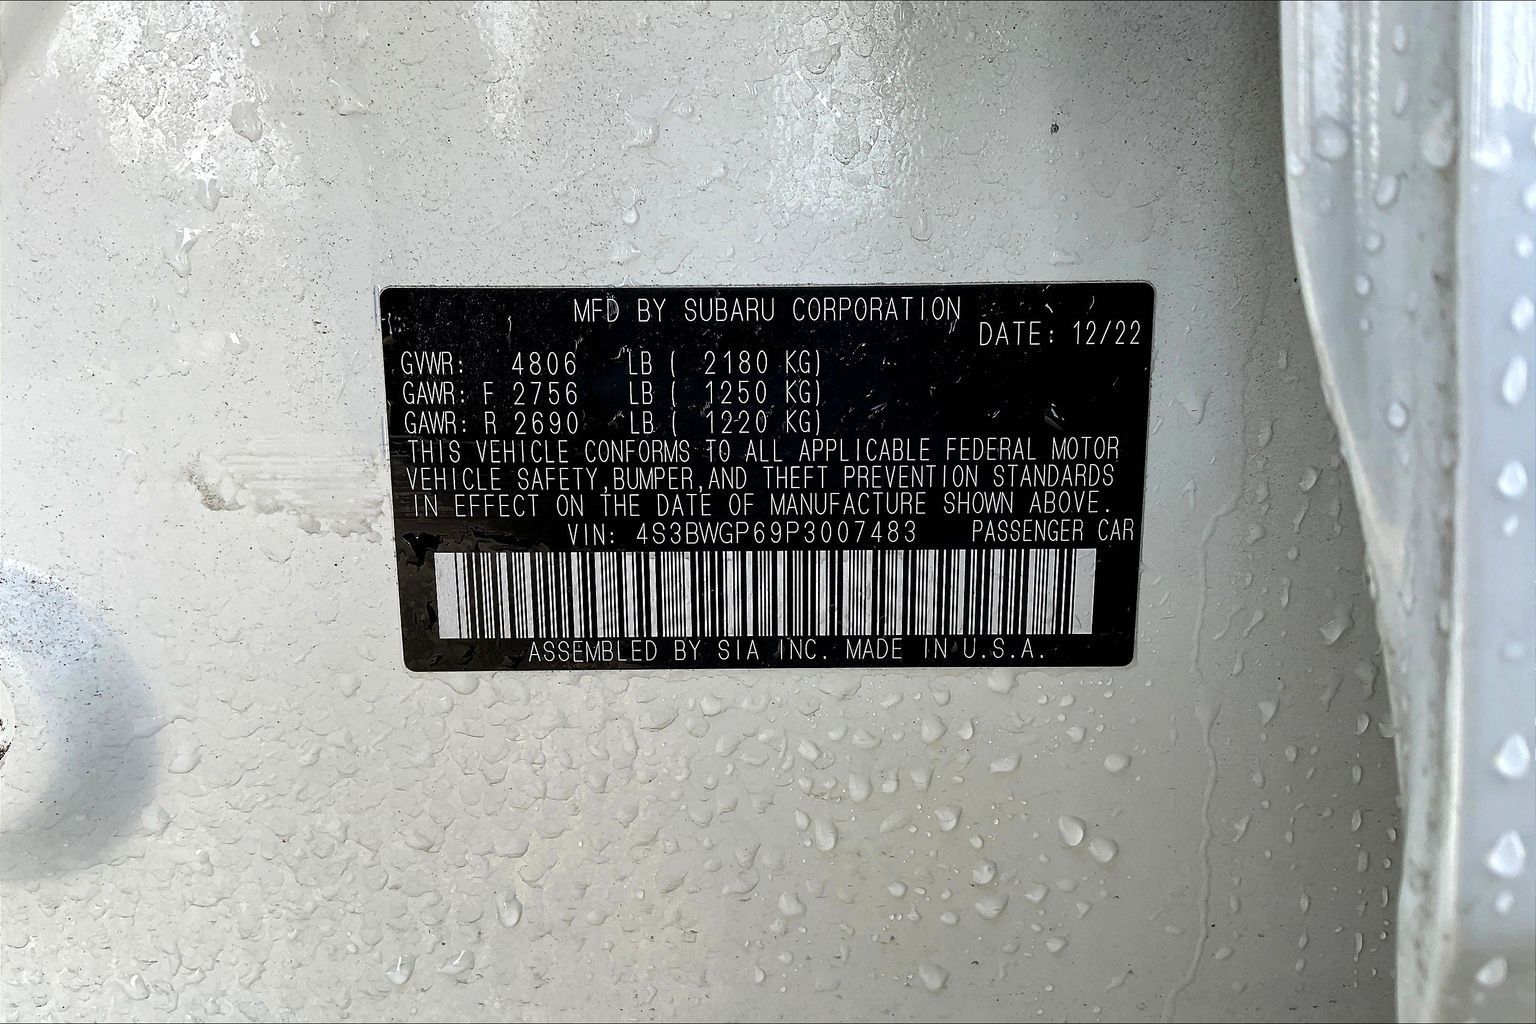 MFD BY SUBARU CORPORATION
DATE: 12/22
GVWR: 4806 LB ( 2180 KG)
GAWR: F 2756 LB ( 1250 KG)
GAWR: R 2690 LB ( 1220 KG)
THIS VEHICLE CONFORMS TO ALL APPLICABLE FEDERAL MOTOR
VEHICLE SAFETY,BUMPER,AND THEFT PREVENTION STANDARDS
IN EFFECT ON THE DATE OF MANUFACTURE SHOWN ABOVE.
VIN: 4S3BWGP69P3007483 PASSENGER CAR
ASSEMBLED BY SIA INC. MADE IN U.S.A.